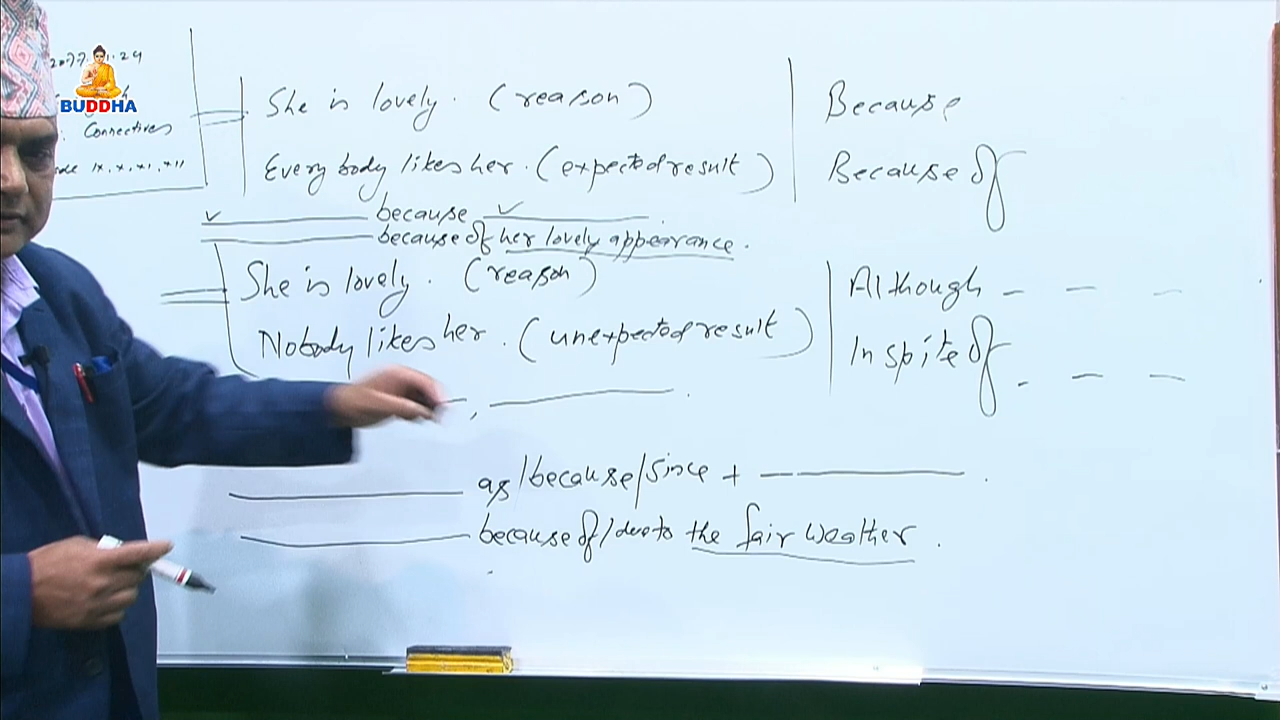 BUDDHA
Connectives
She is lovely. (reason)
Everybody likes her. (expected result)
Because
Because of
✓ because ✓ .
because of her lovely appearance.
She is lovely. (reason)
Nobody likes her. (unexpected result)
Although - - -
In spite of - - -
, .
as/because/since + .
because of/due to the fair weather.